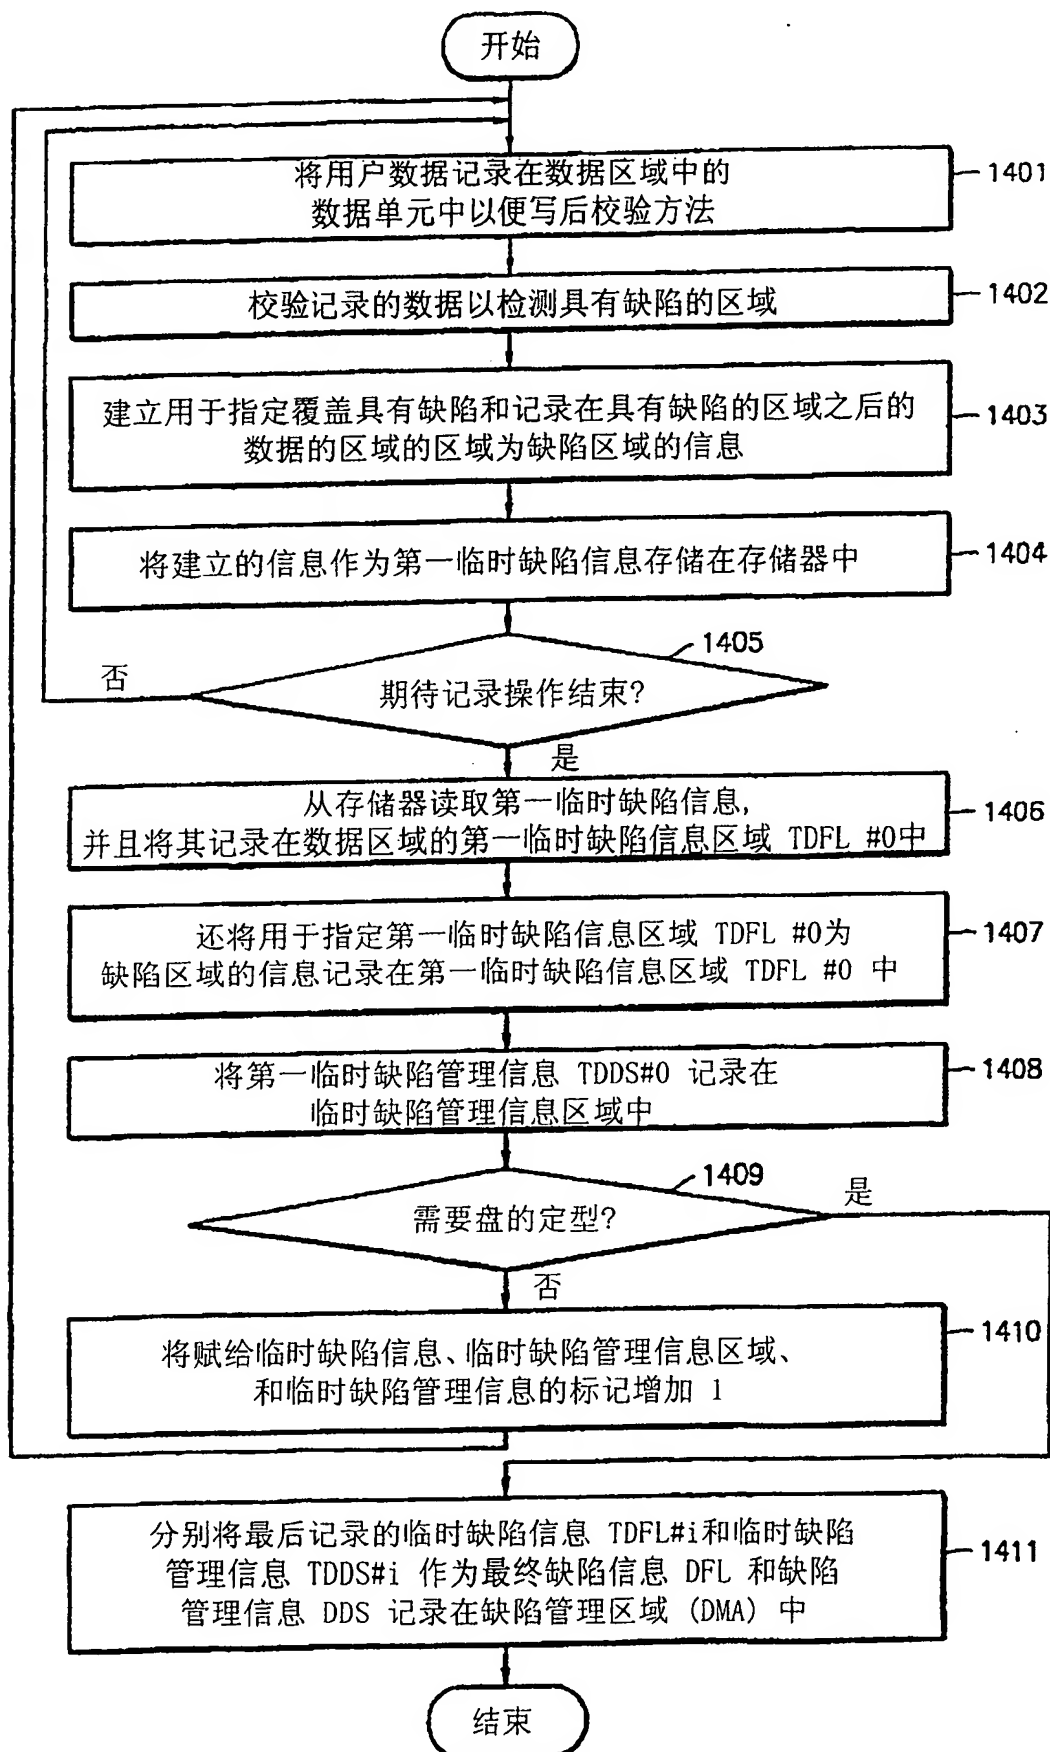 开始
将用户数据记录在数据区域中的
数据单元中以便写后校验方法
1401
校验记录的数据以检测具有缺陷的区域
1402
建立用于指定覆盖具有缺陷和记录在具有缺陷的区域之后的
数据的区域的区域为缺陷区域的信息
1403
将建立的信息作为第一临时缺陷信息存储在存储器中
1404
1405
否
期待记录操作结束?
是
从存储器读取第一临时缺陷信息,
并且将其记录在数据区域的第一临时缺陷信息区域 TDFL #0中
1406
还将用于指定第一临时缺陷信息区域 TDFL #0为
缺陷区域的信息记录在第一临时缺陷信息区域 TDFL #0 中
1407
将第一临时缺陷管理信息 TDDS#0 记录在
临时缺陷管理信息区域中
1408
1409
是
需要盘的定型?
否
将赋给临时缺陷信息、临时缺陷管理信息区域、
和临时缺陷管理信息的标记增加 1
1410
分别将最后记录的临时缺陷信息 TDFL#i和临时缺陷
管理信息 TDDS#i 作为最终缺陷信息 DFL 和缺陷
管理信息 DDS 记录在缺陷管理区域 (DMA) 中
1411
结束